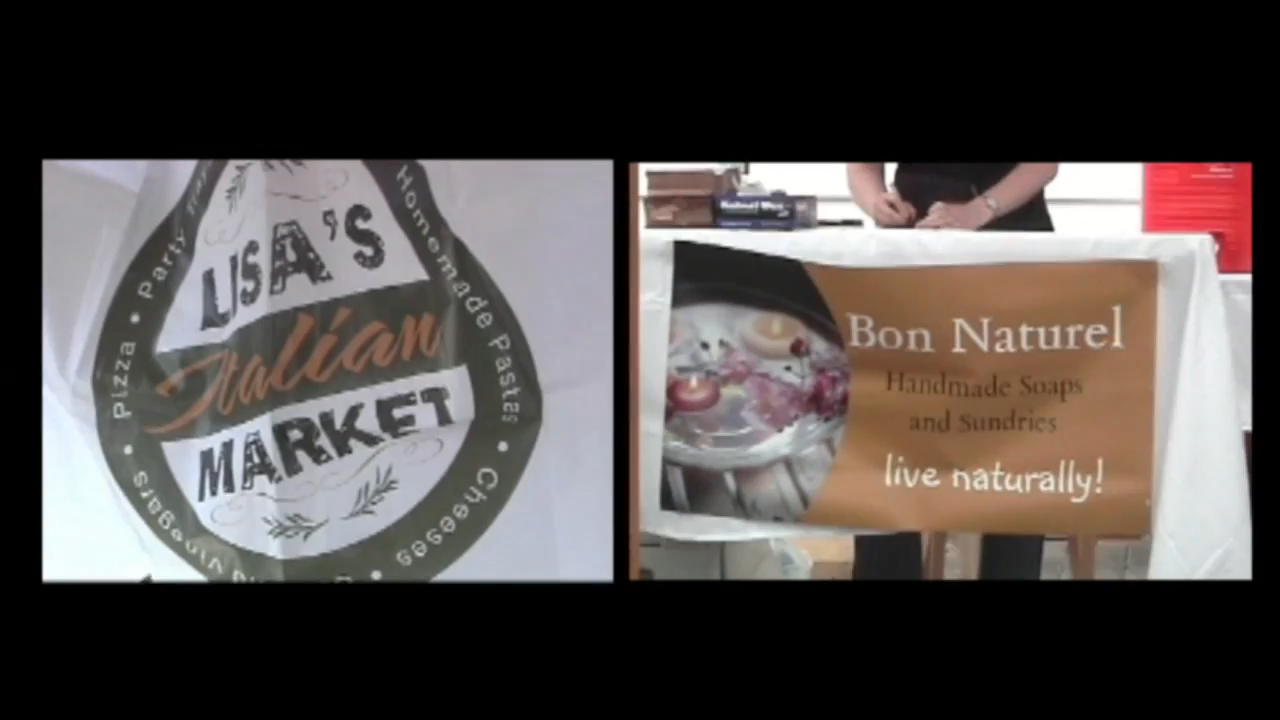 LISA'S
Italian
MARKET
Pizza • Party
Homemade Pastas • Cheeses •
Vinegars •
Bon Naturel
Handmade Soaps
and Sundries
live naturally!